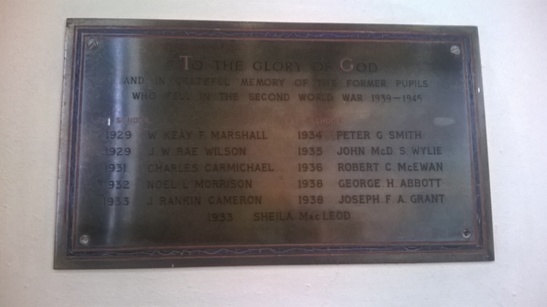 TO THE GLORY OF GOD
AND IN GRATEFUL MEMORY OF THE FORMER PUPILS
WHO FELL IN THE SECOND WORLD WAR 1939-1945
1929 W. KEAY F. MARSHALL 1934 PETER G. SMITH
1929 J. W. RAE WILSON 1935 JOHN McD. S. WYLIE
1931 CHARLES CARMICHAEL 1936 ROBERT C. McEWAN
1932 NOEL L. MORRISON 1938 GEORGE H. ABBOTT
1933 J. RANKIN CAMERON 1938 JOSEPH F. A. GRANT
1933 SHEILA MacLEOD